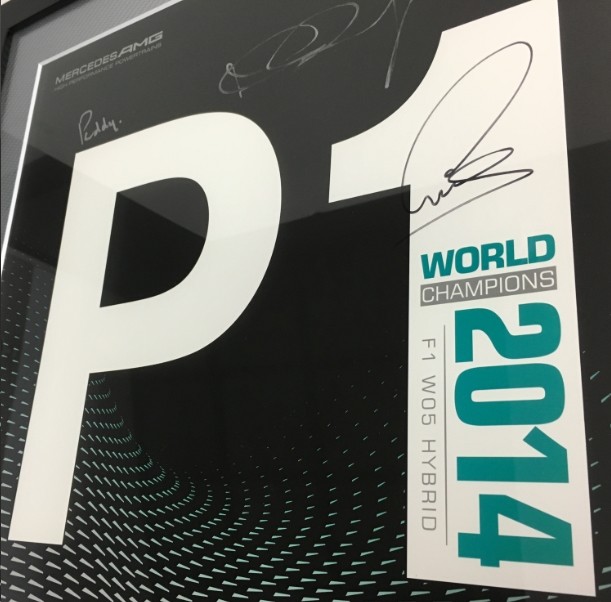 MERCEDES AMG
HIGH PERFORMANCE POWERTRAINS
Paddy.
P1
WORLD
CHAMPIONS
2014
F1 W05 HYBRID